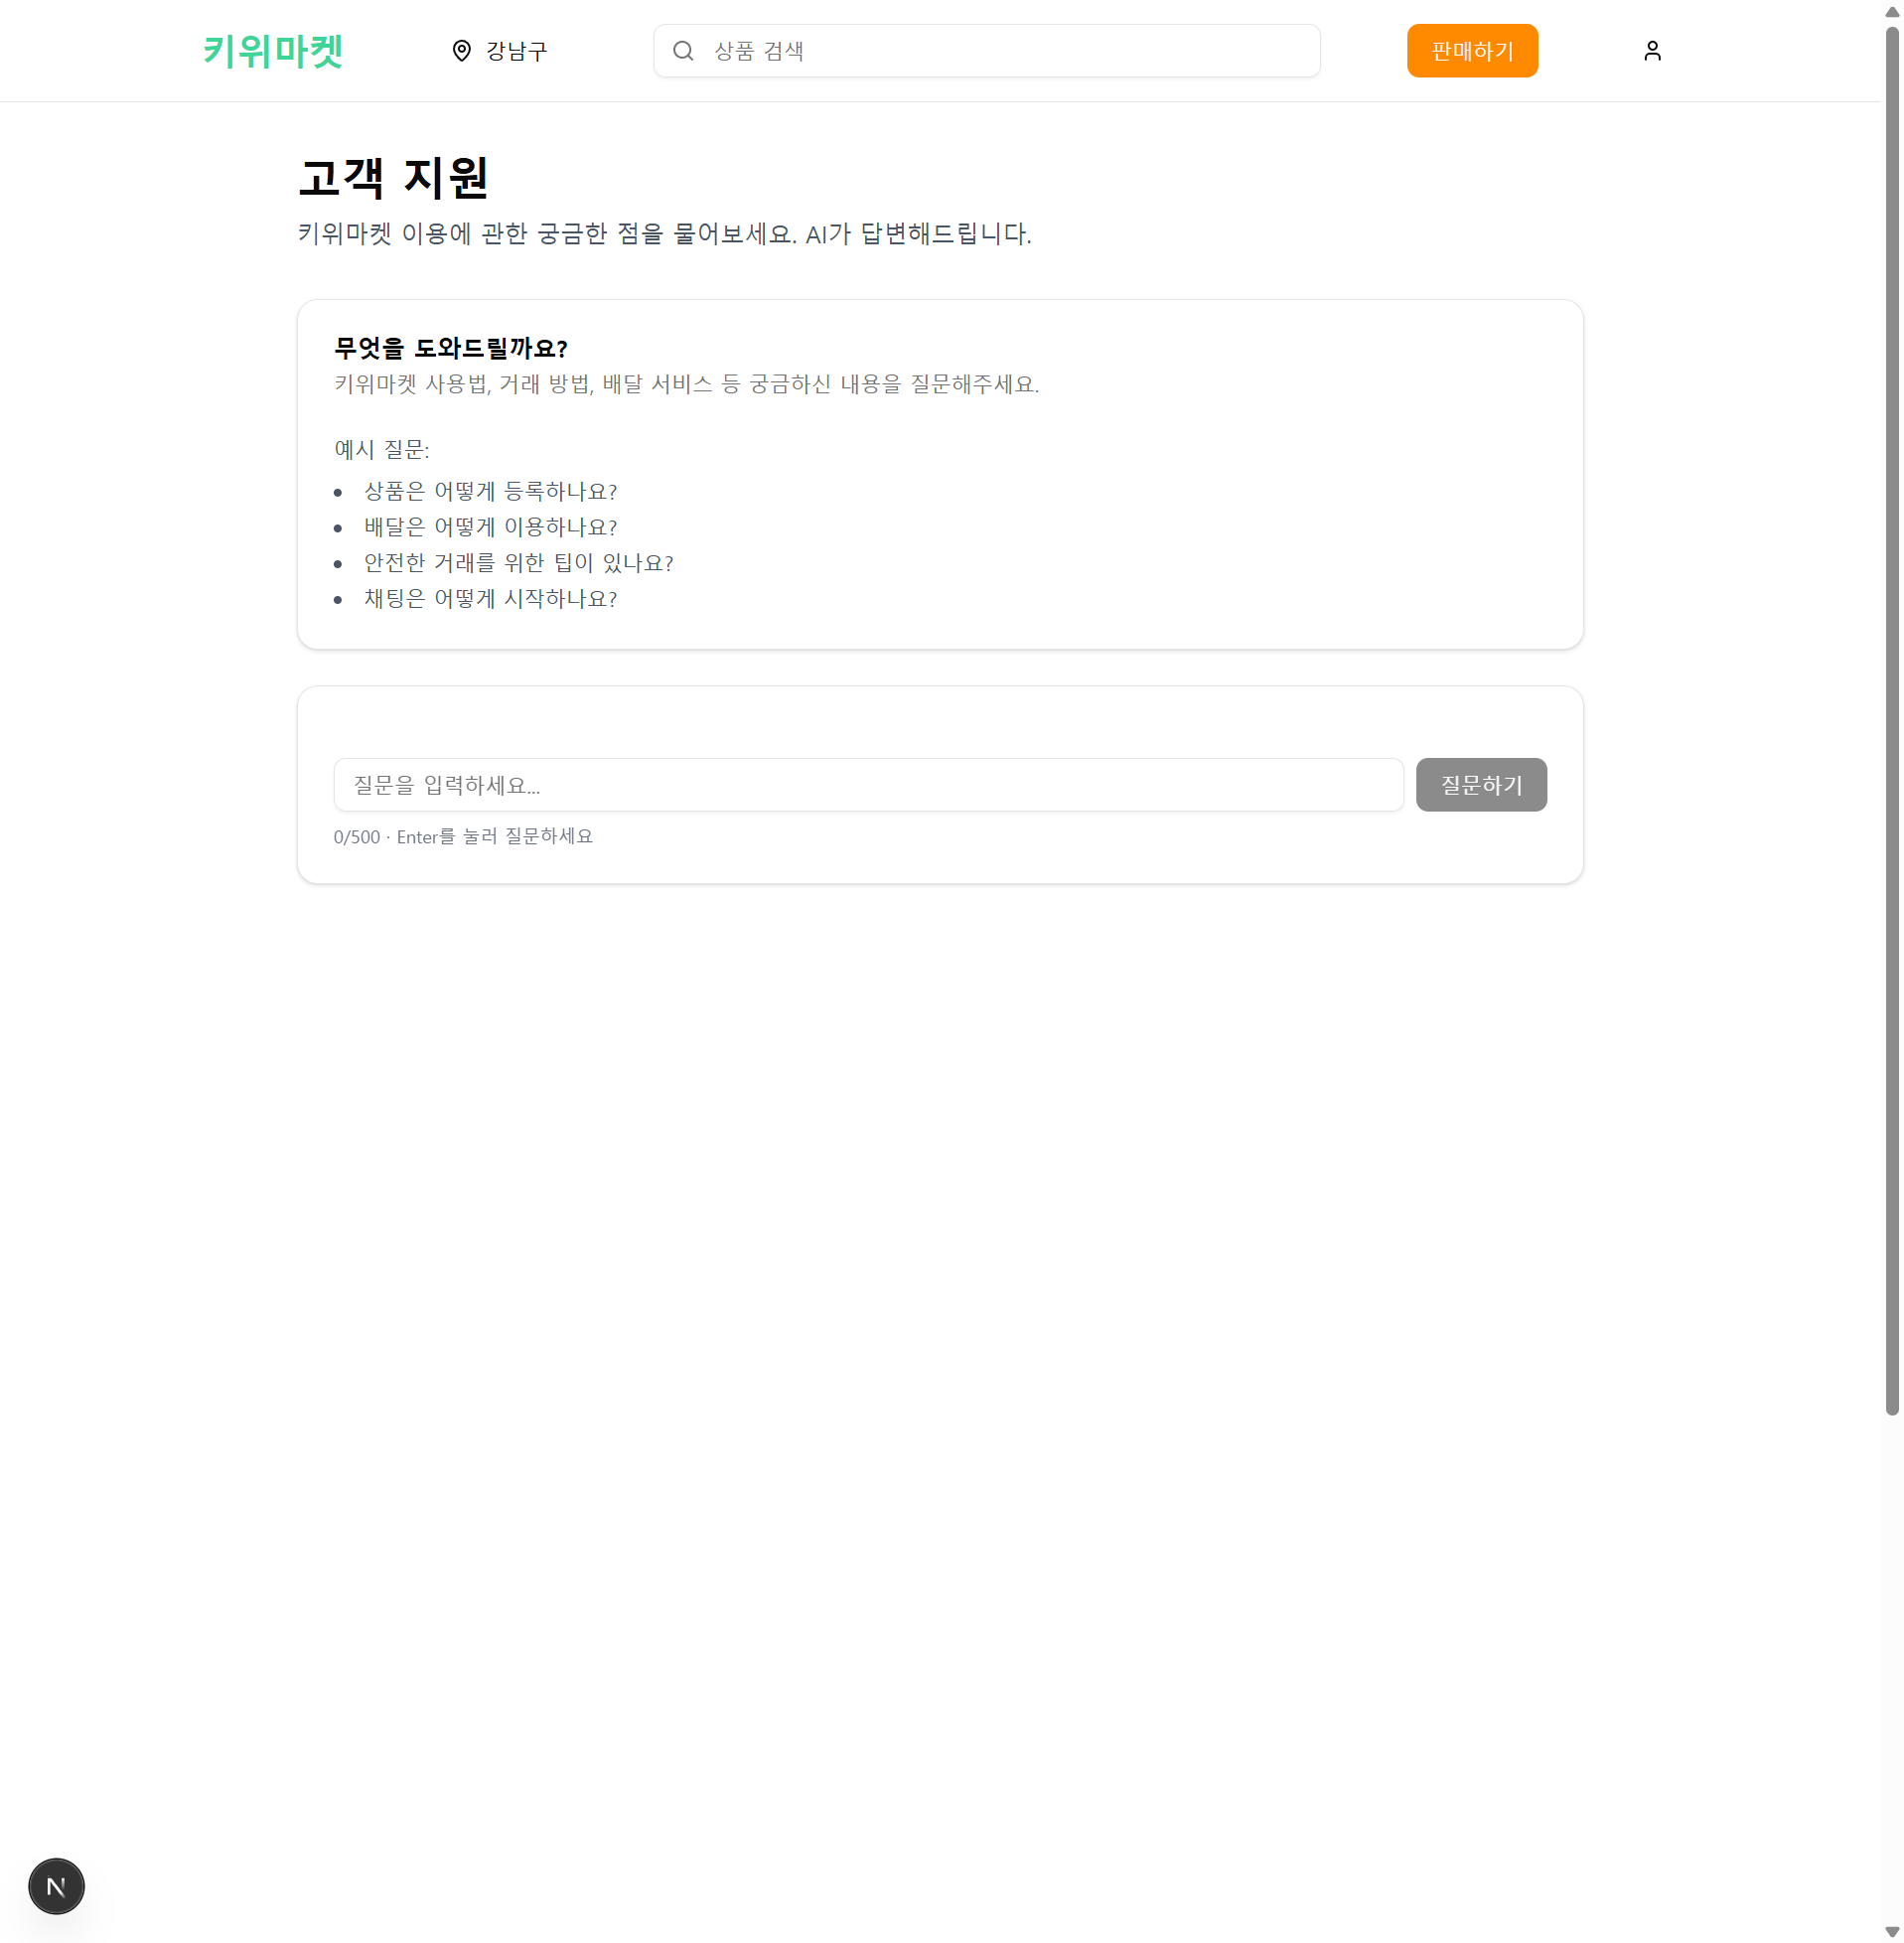 키위마켓
강남구
상품 검색
판매하기
고객 지원
키위마켓 이용에 관한 궁금한 점을 물어보세요. AI가 답변해드립니다.
무엇을 도와드릴까요?
키위마켓 사용법, 거래 방법, 배달 서비스 등 궁금하신 내용을 질문해주세요.
예시 질문:
• 상품은 어떻게 등록하나요?
• 배달은 어떻게 이용하나요?
• 안전한 거래를 위한 팁이 있나요?
• 채팅은 어떻게 시작하나요?
질문을 입력하세요...
질문하기
0/500 · Enter를 눌러 질문하세요
N